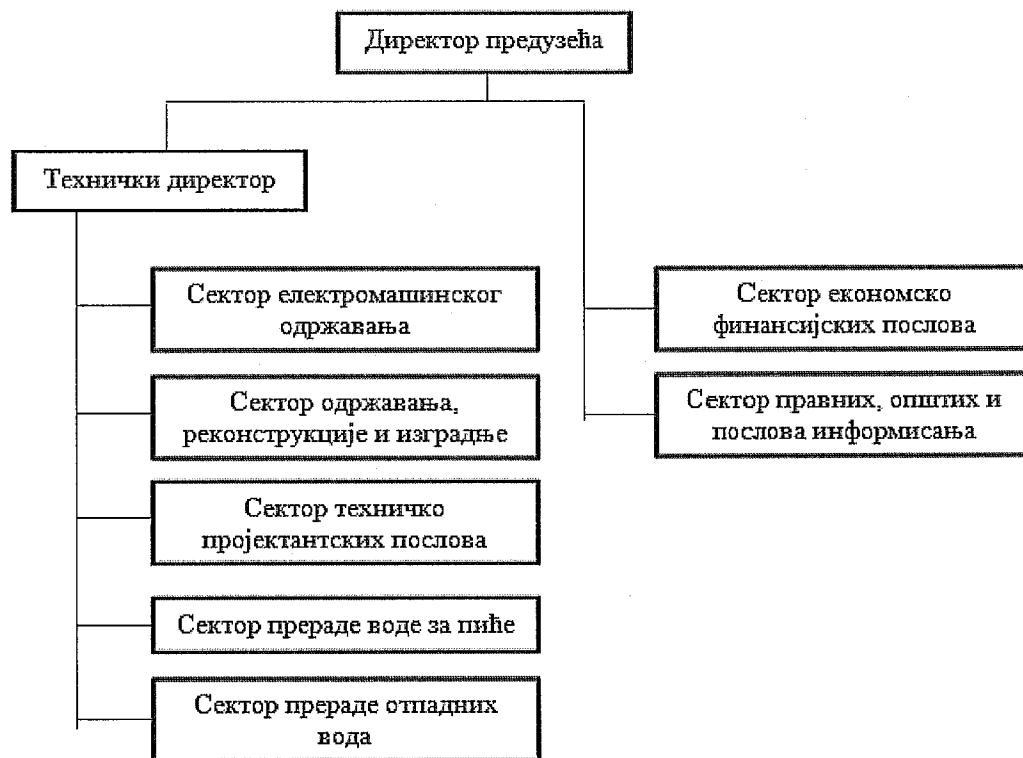 Директор предузећа
Технички директор
Сектор електромашинског
одржавања
Сектор одржавања,
реконструкције и изградње
Сектор техничко
пројектантских послова
Сектор прераде воде за пиће
Сектор прераде отпадних
вода
Сектор економско
финансијских послова
Сектор правних, општих и
послова информисања